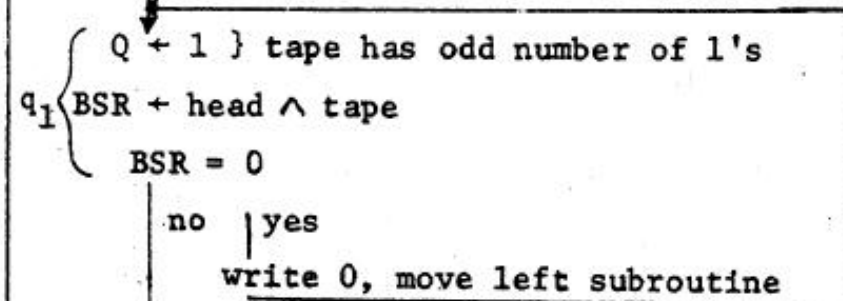 Q ← 1 } tape has odd number of 1's
q1 { BSR ← head ∧ tape
BSR = 0
no yes
write 0, move left subroutine